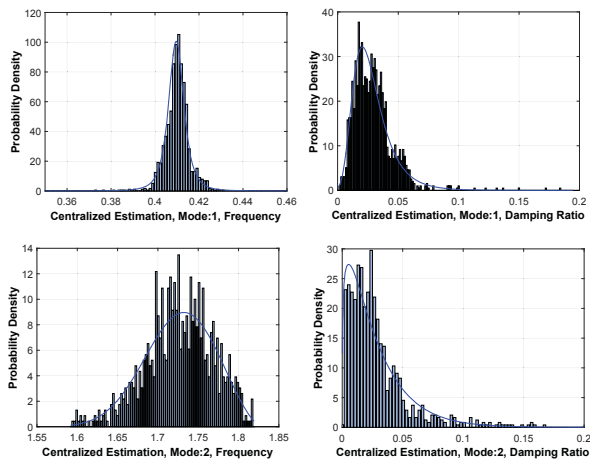 120
100
80
60
40
20
0
Probability Density
0.36 0.38 0.4 0.42 0.44 0.46
Centralized Estimation, Mode:1, Frequency
40
30
20
10
0
Probability Density
0 0.05 0.1 0.15 0.2
Centralized Estimation, Mode:1, Damping Ratio
14
12
10
8
6
4
2
0
Probability Density
1.55 1.6 1.65 1.7 1.75 1.8 1.85
Centralized Estimation, Mode:2, Frequency
30
25
20
15
10
5
0
Probability Density
0 0.05 0.1 0.15 0.2
Centralized Estimation, Mode:2, Damping Ratio